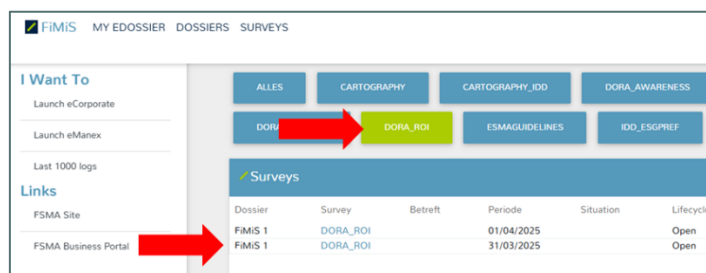 FiMiS MY EDOSSIER DOSSIERS SURVEYS
I Want To
Launch eCorporate
Launch eManex
Last 1000 logs
Links
FSMA Site
FSMA Business Portal
ALLES CARTOGRAPHY CARTOGRAPHY_IDD DORA_AWARENESS
DORA_ROI ESMAGUIDELINES IDD_ESGPREF
Surveys
Dossier Survey Betreft Periode Situation Lifecycl
FiMiS 1 DORA_ROI 01/04/2025 Open
FiMiS 1 DORA_ROI 31/03/2025 Open